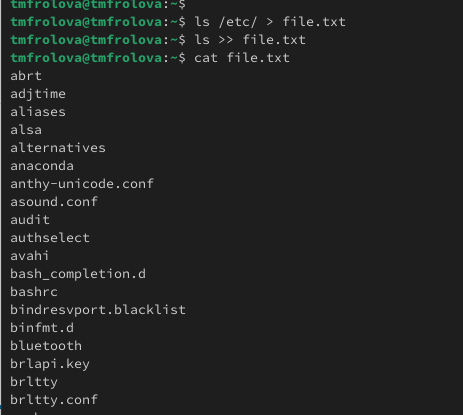 tmfrolova@tmfrolova:~$
tmfrolova@tmfrolova:~$ ls /etc/ > file.txt
tmfrolova@tmfrolova:~$ ls >> file.txt
tmfrolova@tmfrolova:~$ cat file.txt
abrt
adjtime
aliases
alsa
alternatives
anaconda
anthy-unicode.conf
asound.conf
audit
authselect
avahi
bash_completion.d
bashrc
bindresvport.blacklist
binfmt.d
bluetooth
brlapi.key
brltty
brltty.conf